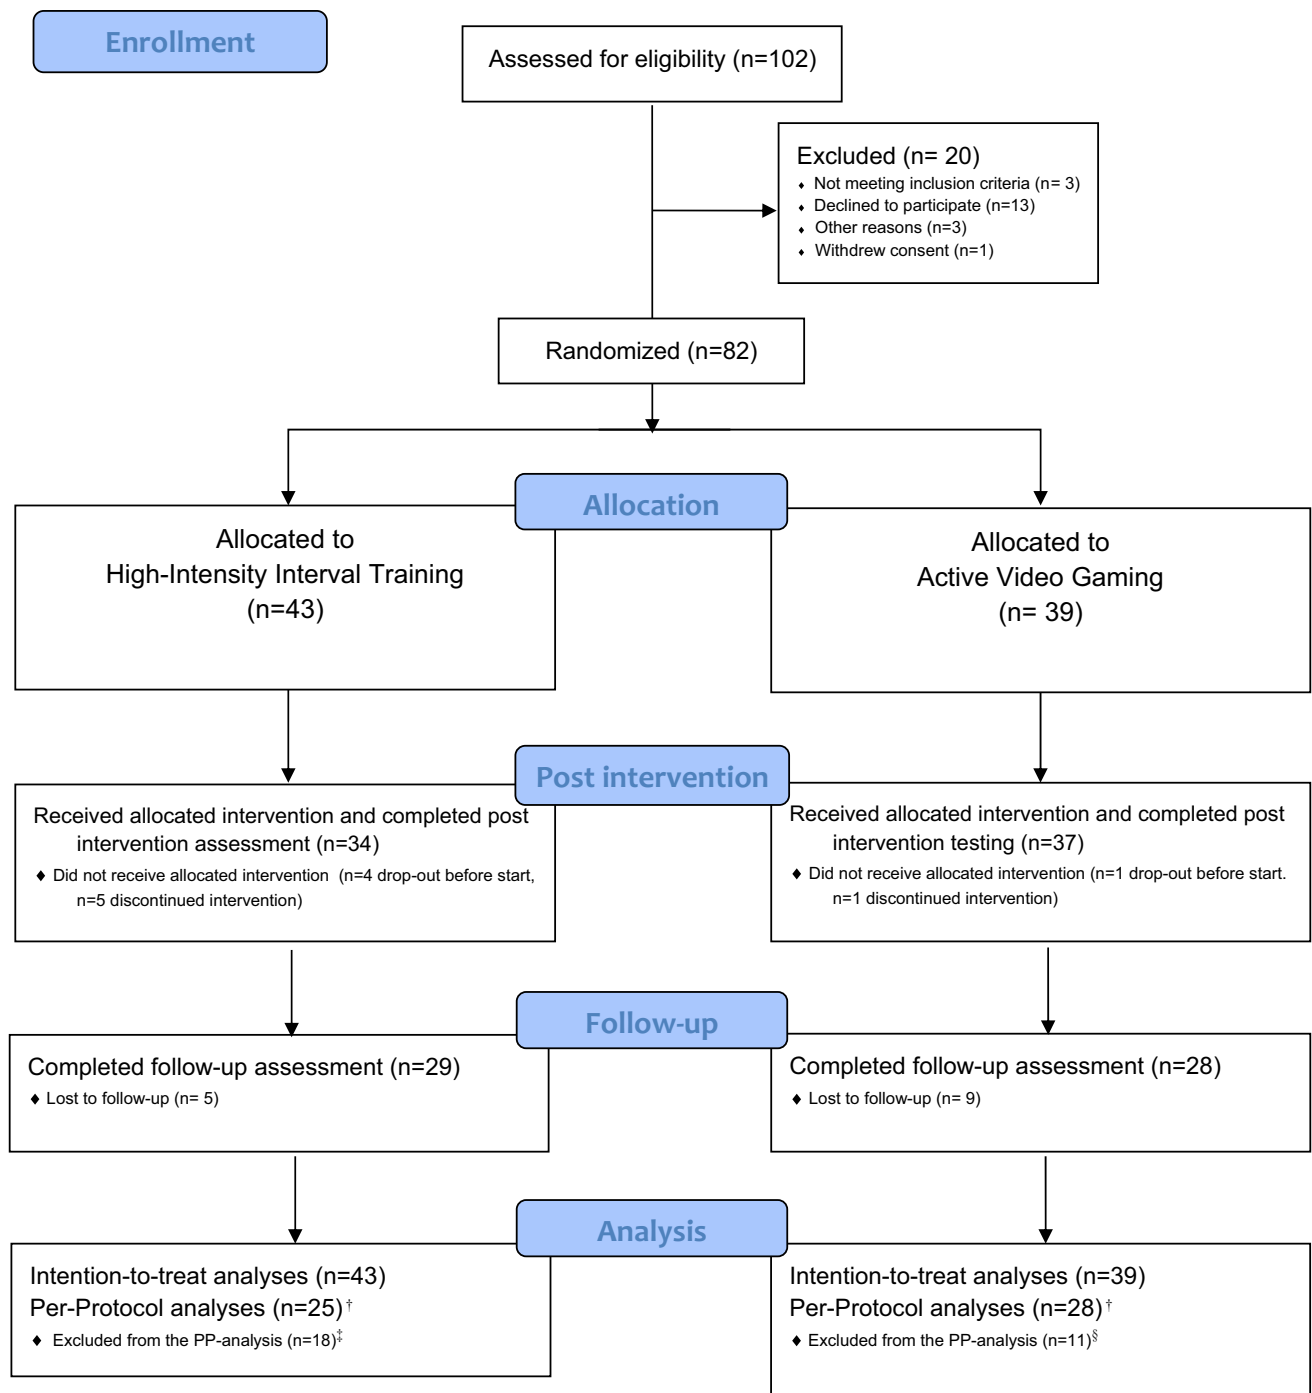 Enrollment
Assessed for eligibility (n=102)
Excluded (n= 20)
♦ Not meeting inclusion criteria (n= 3)
♦ Declined to participate (n=13)
♦ Other reasons (n=3)
♦ Withdrew consent (n=1)
Randomized (n=82)
Allocation
Allocated to
High-Intensity Interval Training
(n=43)
Allocated to
Active Video Gaming
(n= 39)
Post intervention
Received allocated intervention and completed post
intervention assessment (n=34)
♦ Did not receive allocated intervention  (n=4 drop-out before start,
n=5 discontinued intervention)
Received allocated intervention and completed post
intervention testing (n=37)
♦ Did not receive allocated intervention (n=1 drop-out before start.
n=1 discontinued intervention)
Follow-up
Completed follow-up assessment (n=29)
♦ Lost to follow-up (n= 5)
Completed follow-up assessment (n=28)
♦ Lost to follow-up (n= 9)
Analysis
Intention-to-treat analyses (n=43)
Per-Protocol analyses (n=25)†
♦ Excluded from the PP-analysis (n=18)‡
Intention-to-treat analyses (n=39)
Per-Protocol analyses (n=28)†
♦ Excluded from the PP-analysis (n=11)§